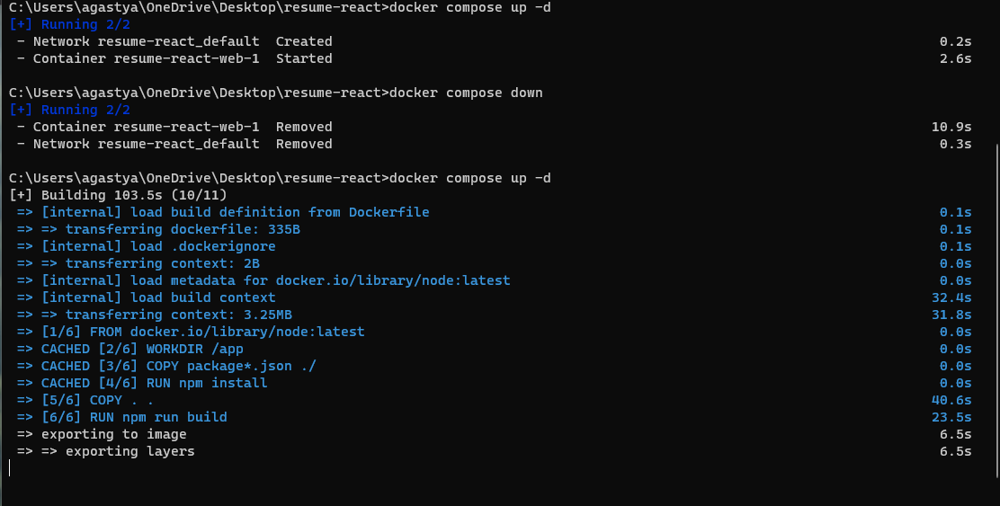 C:\Users\agastya\OneDrive\Desktop\resume-react>docker compose up -d
[+] Running 2/2
- Network resume-react_default Created 0.2s
- Container resume-react-web-1 Started 2.6s
C:\Users\agastya\OneDrive\Desktop\resume-react>docker compose down
[+] Running 2/2
- Container resume-react-web-1 Removed 10.9s
- Network resume-react_default Removed 0.3s
C:\Users\agastya\OneDrive\Desktop\resume-react>docker compose up -d
[+] Building 103.5s (10/11)
=> [internal] load build definition from Dockerfile 0.1s
=> => transferring dockerfile: 335B 0.1s
=> [internal] load .dockerignore 0.1s
=> => transferring context: 2B 0.0s
=> [internal] load metadata for docker.io/library/node:latest 0.0s
=> [internal] load build context 32.4s
=> => transferring context: 3.25MB 31.8s
=> [1/6] FROM docker.io/library/node:latest 0.0s
=> CACHED [2/6] WORKDIR /app 0.0s
=> CACHED [3/6] COPY package*.json ./ 0.0s
=> CACHED [4/6] RUN npm install 0.0s
=> [5/6] COPY . . 40.6s
=> [6/6] RUN npm run build 23.5s
=> exporting to image 6.5s
=> => exporting layers 6.5s